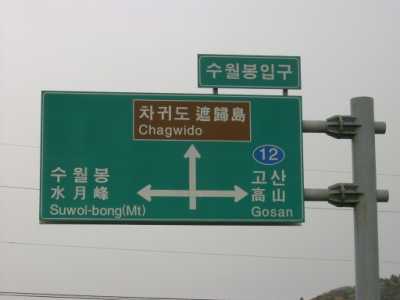 수월봉입구
차귀도 遮歸島
Chagwido
12
수월봉
水月峰
Suwol-bong(Mt)
고산
高山
Gosan